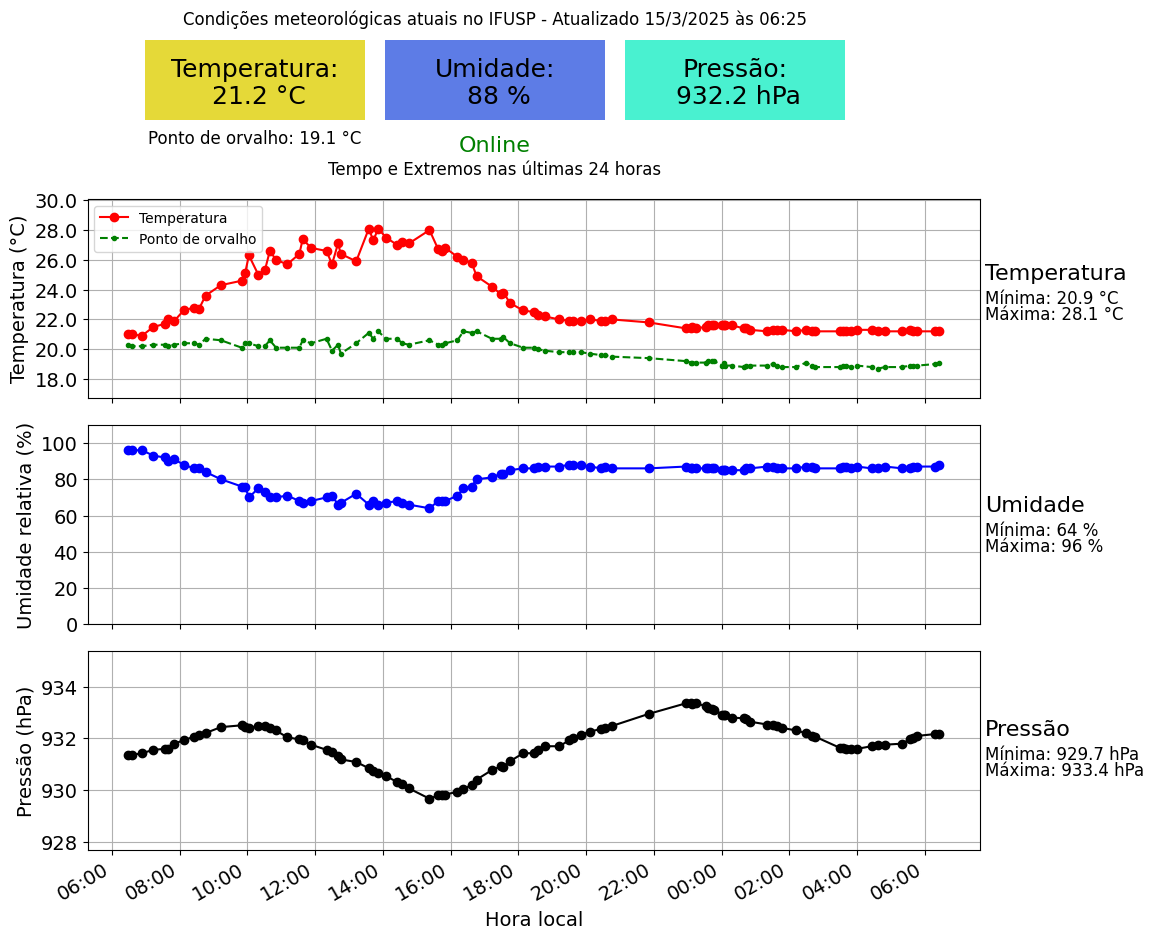 Condições meteorológicas atuais no IFUSP - Atualizado 15/3/2025 às 06:25
Temperatura:
21.2 °C
Umidade:
88 %
Pressão:
932.2 hPa
Ponto de orvalho: 19.1 °C
Online
Tempo e Extremos nas últimas 24 horas
Temperatura (°C)
30.0
28.0
26.0
24.0
22.0
20.0
18.0
Temperatura
Ponto de orvalho
Temperatura
Mínima: 20.9 °C
Máxima: 28.1 °C
Umidade relativa (%)
100
80
60
40
20
0
Umidade
Mínima: 64 %
Máxima: 96 %
Pressão (hPa)
934
932
930
928
Pressão
Mínima: 929.7 hPa
Máxima: 933.4 hPa
06:00 08:00 10:00 12:00 14:00 16:00 18:00 20:00 22:00 00:00 02:00 04:00 06:00
Hora local